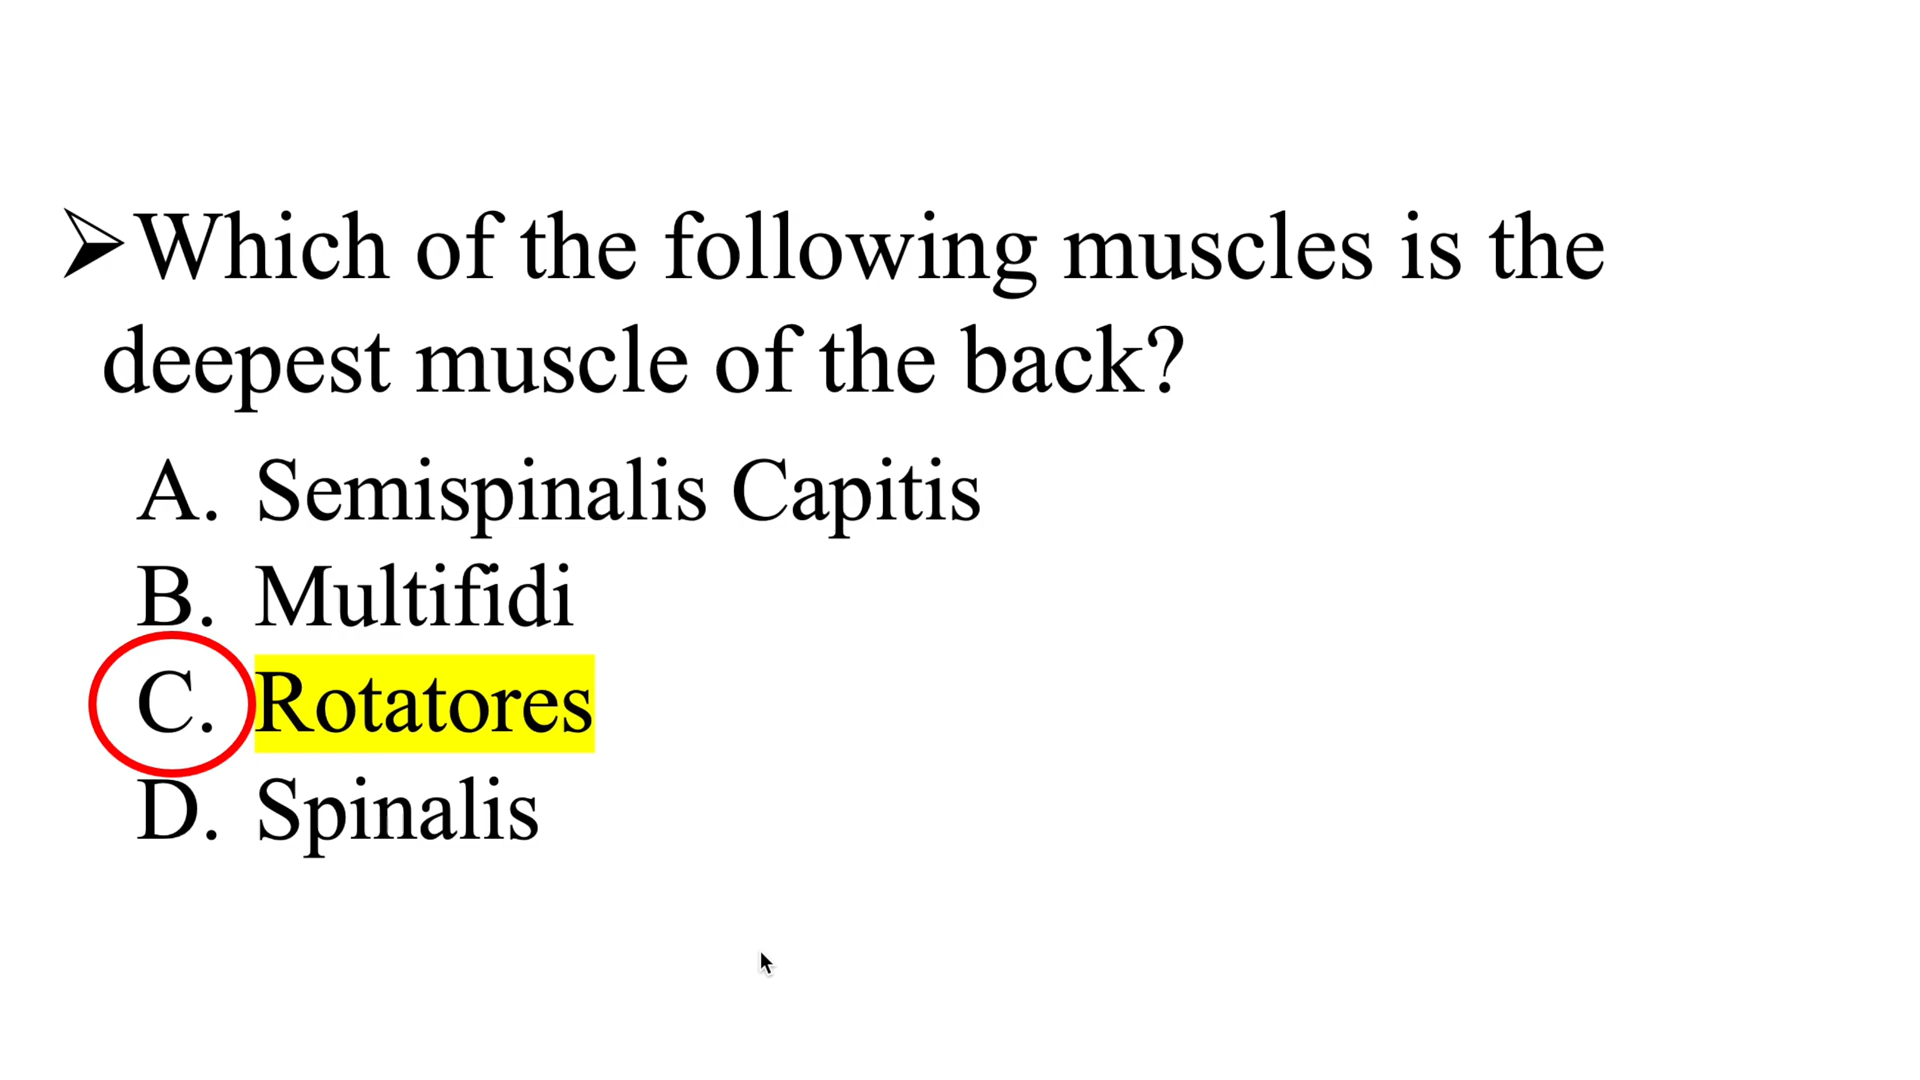 ➢Which of the following muscles is the
deepest muscle of the back?
A. Semispinalis Capitis
B. Multifidi
C. Rotatores
D. Spinalis